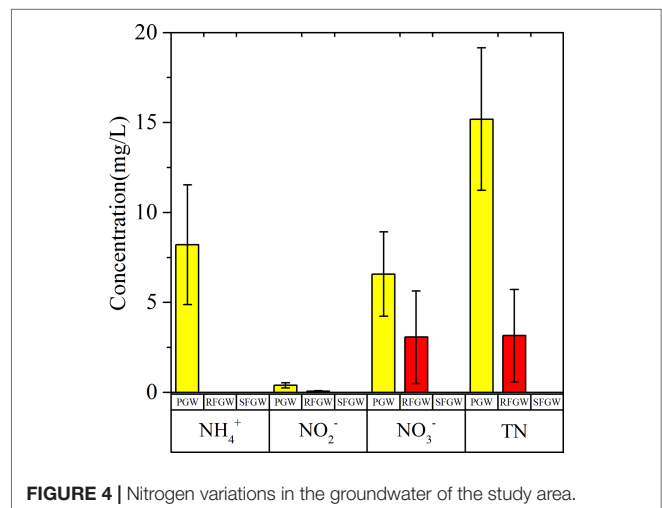 20
15
10
5
0
Concentration(mg/L)
PGW RFGW SFGW PGW RFGW SFGW PGW RFGW SFGW PGW RFGW SFGW
NH₄⁺ NO₂⁻ NO₃⁻ TN
FIGURE 4 | Nitrogen variations in the groundwater of the study area.